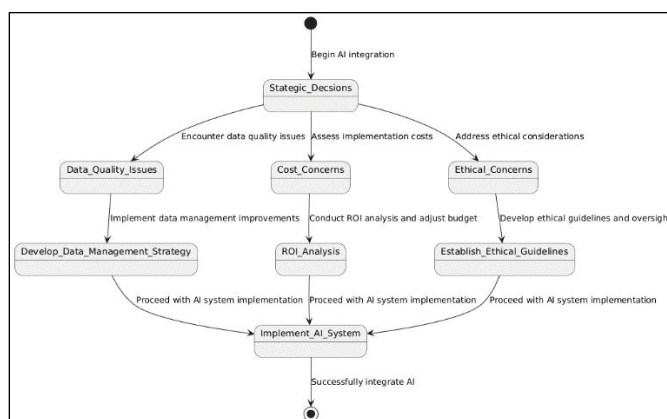 Begin AI integration
Stategic_Decsions
Encounter data quality issues
Assess implementation costs
Address ethical considerations
Data_Quality_Issues
Cost_Concerns
Ethical_Concerns
Implement data management improvements
Conduct ROI analysis and adjust budget
Develop ethical guidelines and oversigh
Develop_Data_Management_Strategy
ROI_Analysis
Establish_Ethical_Guidelines
Proceed with AI system implementation
Proceed with AI system implementation
Proceed with AI system implementation
Implement_AI_System
Successfully integrate AI